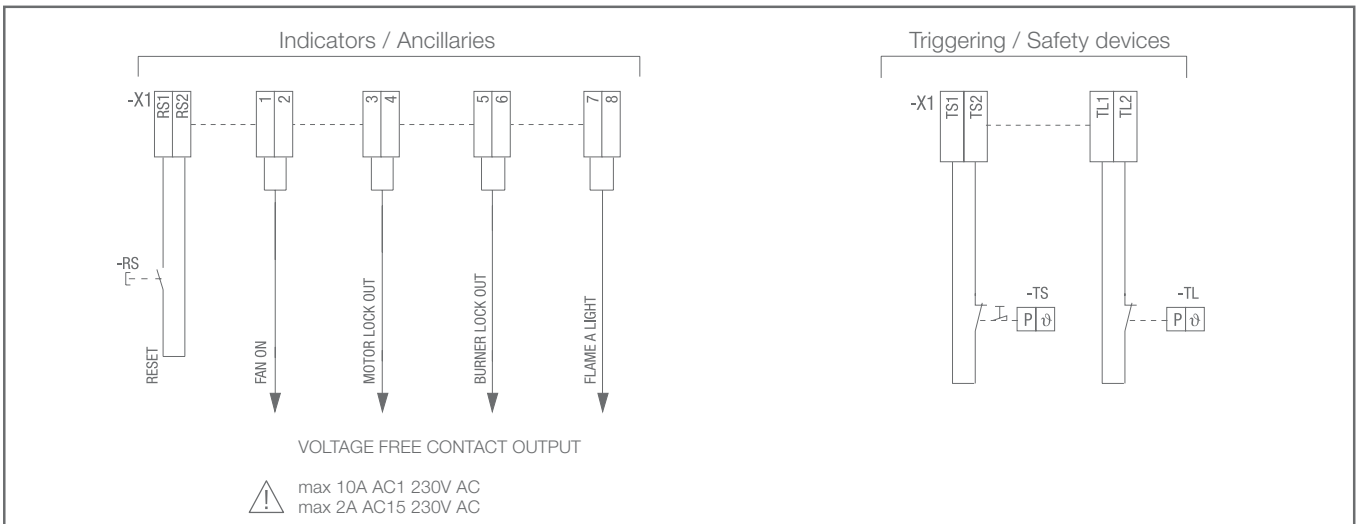 Indicators / Ancillaries
-X1
RS1 RS2
1 2
3 4
5 6
7 8
-RS
RESET
FAN ON
MOTOR LOCK OUT
BURNER LOCK OUT
FLAME A LIGHT
VOLTAGE FREE CONTACT OUTPUT
! max 10A AC1 230V AC
max 2A AC15 230V AC
Triggering / Safety devices
-X1
TS1 TS2
TL1 TL2
-TS
P ϑ
-TL
P ϑ